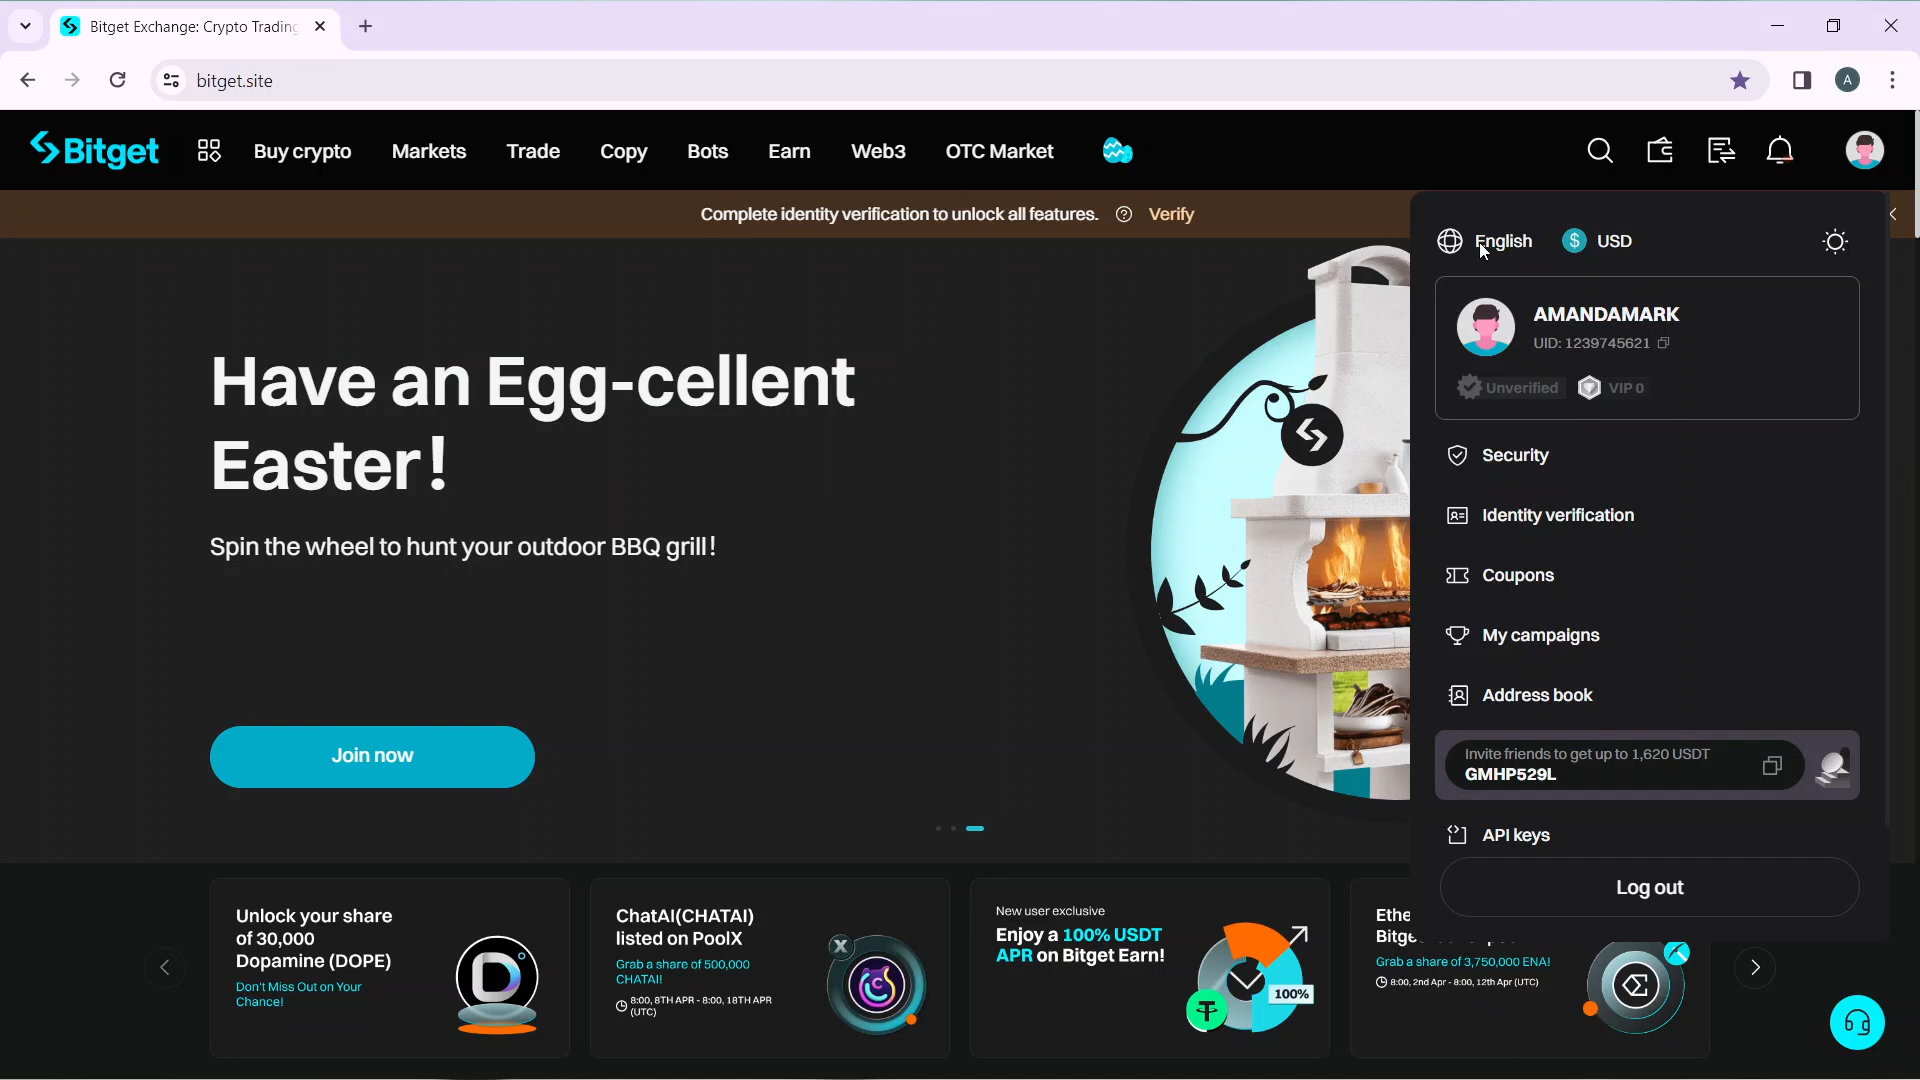 Bitget Exchange: Crypto Trading
bitget.site
A
Bitget
Buy crypto
Markets
Trade
Copy
Bots
Earn
Web3
OTC Market
Complete identity verification to unlock all features.
Verify
English
$ USD
AMANDAMARK
UID: 1239745621
Unverified
VIP 0
Security
Identity verification
Coupons
My campaigns
Address book
Invite friends to get up to 1,620 USDT
GMHP529L
API keys
Log out
Have an Egg-cellent
Easter!
Spin the wheel to hunt your outdoor BBQ grill!
Join now
Unlock your share
of 30,000
Dopamine (DOPE)
Don't Miss Out on Your
Chance!
ChatAI(CHATAI)
listed on PoolX
Grab a share of 500,000
CHATAI!
8:00, 8TH APR - 8:00, 18TH APR
(UTC)
New user exclusive
Enjoy a 100% USDT
APR on Bitget Earn!
100%
Ethe
Bitge
Grab a share of 3,750,000 ENA!
8:00, 2nd Apr - 8:00, 12th Apr (UTC)